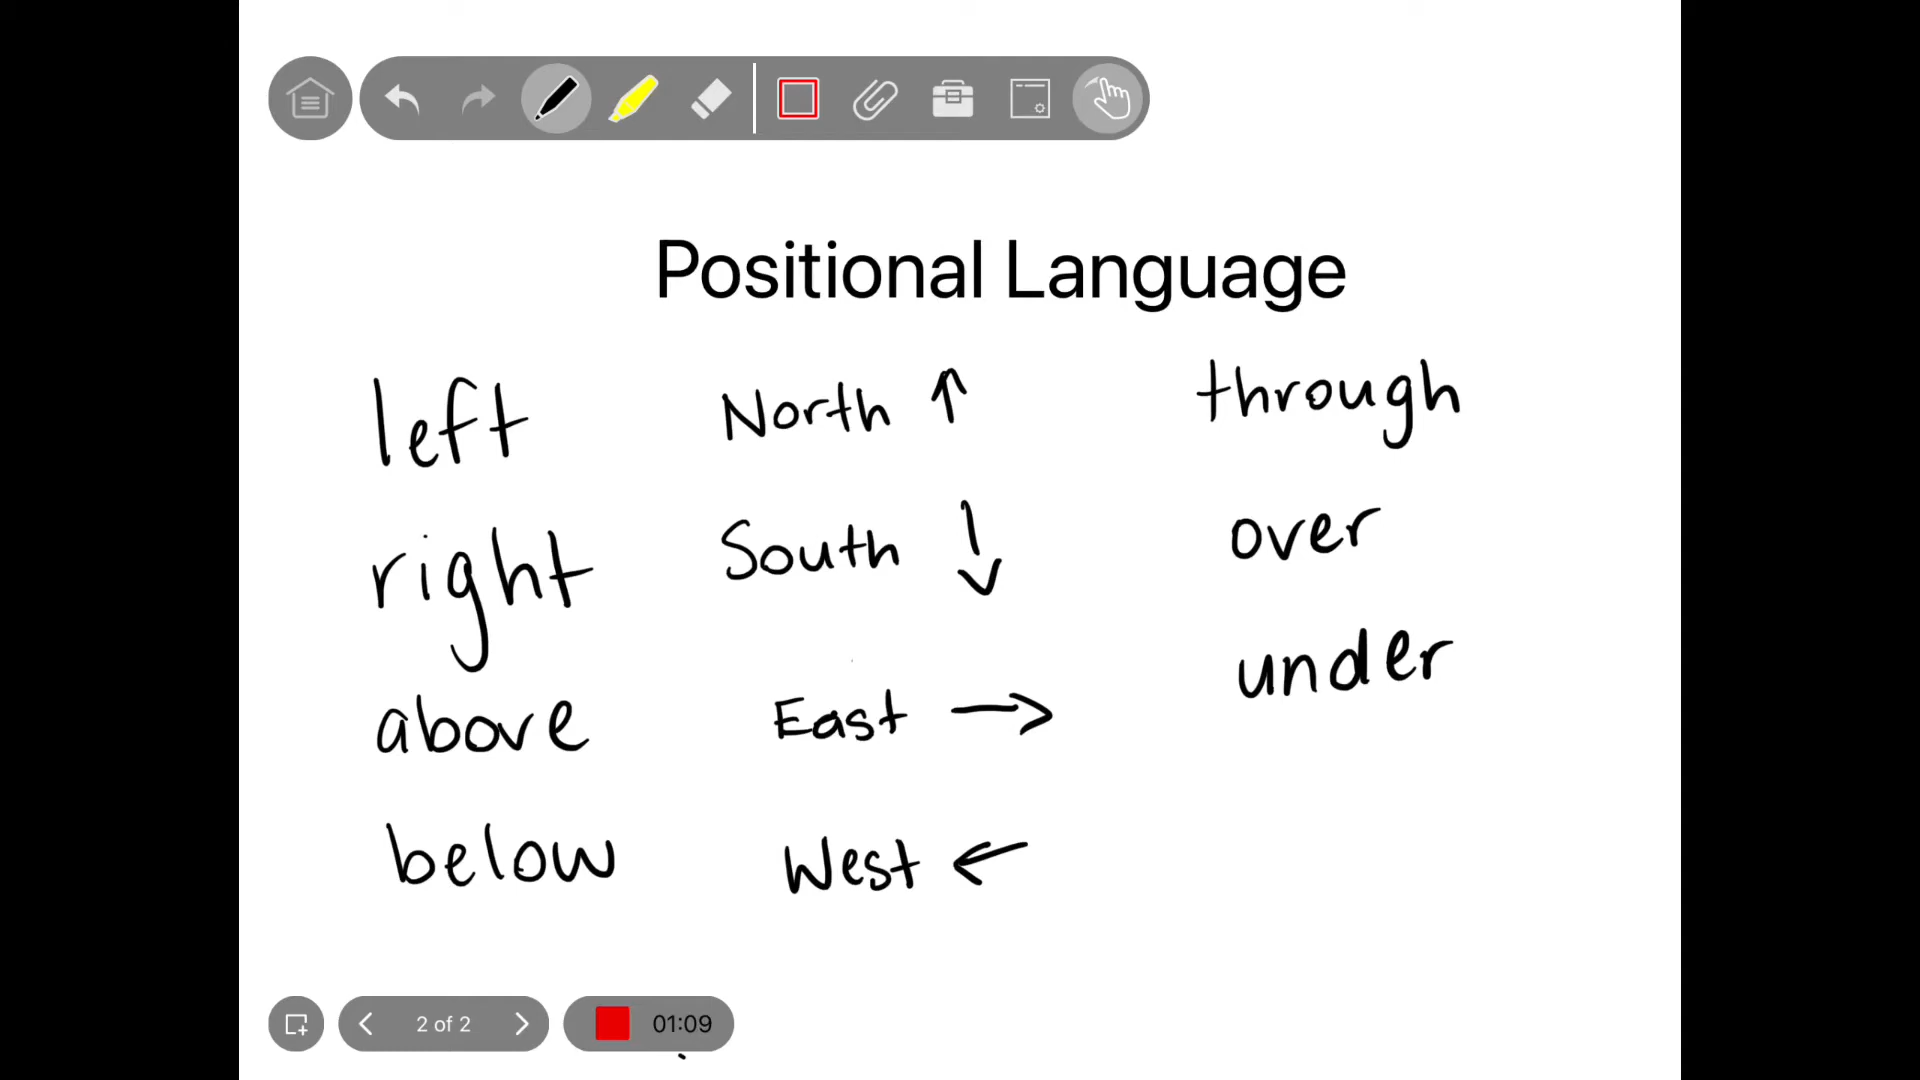 Positional Language
left
right
above
below
North ↑
South ↓
East →
West ←
through
over
under
2 of 2
01:09